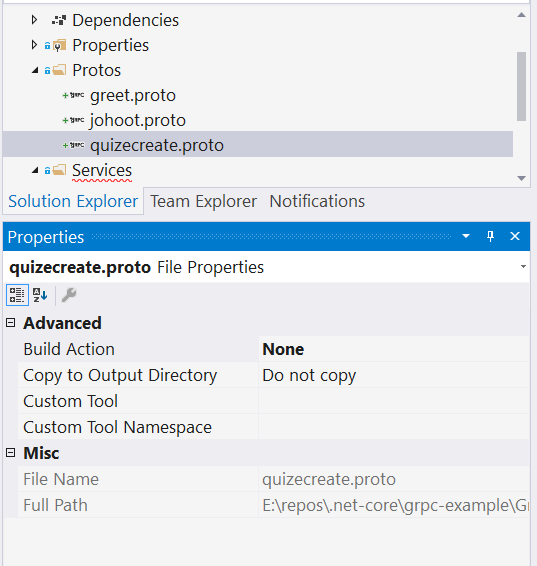 Dependencies
Properties
Protos
greet.proto
johoot.proto
quizecreate.proto
Services
Solution Explorer Team Explorer Notifications
Properties
quizecreate.proto File Properties
Advanced
Build Action None
Copy to Output Directory Do not copy
Custom Tool
Custom Tool Namespace
Misc
File Name quizecreate.proto
Full Path E:\repos\.net-core\grpc-example\Gr